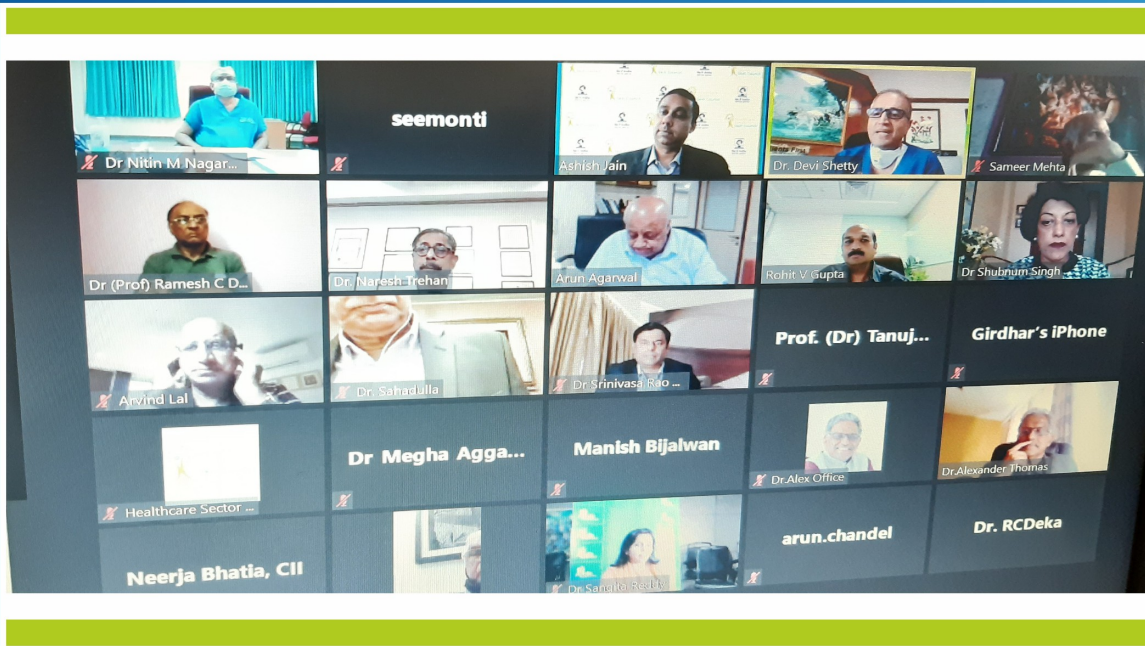 Dr Nitin M Nagar...
seemonti
Ashish Jain
Dr. Devi Shetty
Sameer Mehta
Dr (Prof) Ramesh C D...
Dr. Naresh Trehan
Arun Agarwal
Rohit V Gupta
Dr Shubnum Singh
Arvind Lal
Dr. Sahadulla
Dr Srinivasa Rao ...
Prof. (Dr) Tanuj...
Girdhar's iPhone
Healthcare Sector ...
Dr Megha Agga...
Manish Bijalwan
Dr.Alex Office
Dr.Alexander Thomas
Neerja Bhatia, CII
Dr Sangita Reddy
arun.chandel
Dr. RCDeka